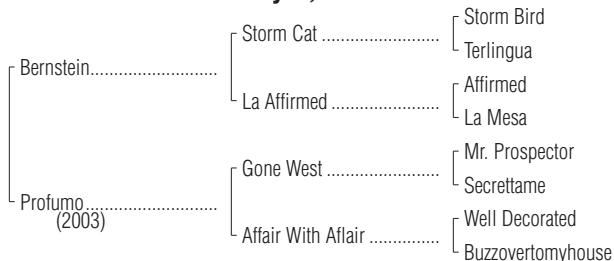 Storm Bird
Storm Cat ........................
Terlingua
Bernstein..........................
Affirmed
La Affirmed ......................
La Mesa
Mr. Prospector
Gone West .......................
Secrettame
Profumo...........................
(2003)
Well Decorated
Affair With Aflair ..............
Buzzovertomyhouse